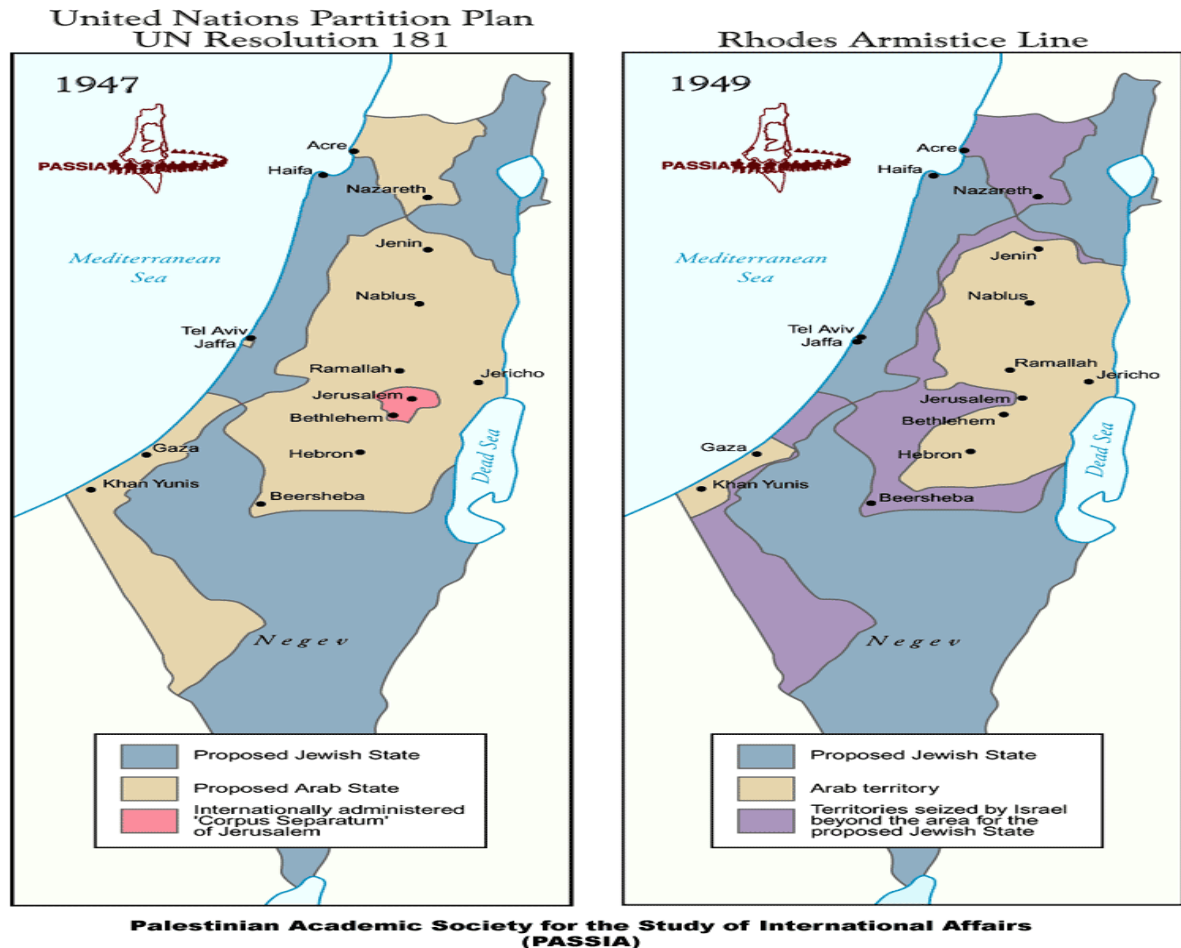 United Nations Partition Plan
UN Resolution 181
1947
PASSIA
Acre
Haifa
Nazareth
Mediterranean
Sea
Jenin
Nablus
Tel Aviv
Jaffa
Ramallah
Jericho
Jerusalem
Bethlehem
Gaza
Hebron
Dead Sea
Khan Yunis
Beersheba
Negev
Proposed Jewish State
Proposed Arab State
Internationally administered
'Corpus Separatum'
of Jerusalem
Rhodes Armistice Line
1949
PASSIA
Acre
Haifa
Nazareth
Mediterranean
Sea
Jenin
Nablus
Tel Aviv
Jaffa
Ramallah
Jericho
Jerusalem
Bethlehem
Gaza
Hebron
Dead Sea
Khan Yunis
Beersheba
Negev
Proposed Jewish State
Arab territory
Territories seized by Israel
beyond the area for the
proposed Jewish State
Palestinian Academic Society for the Study of International Affairs
(PASSIA)